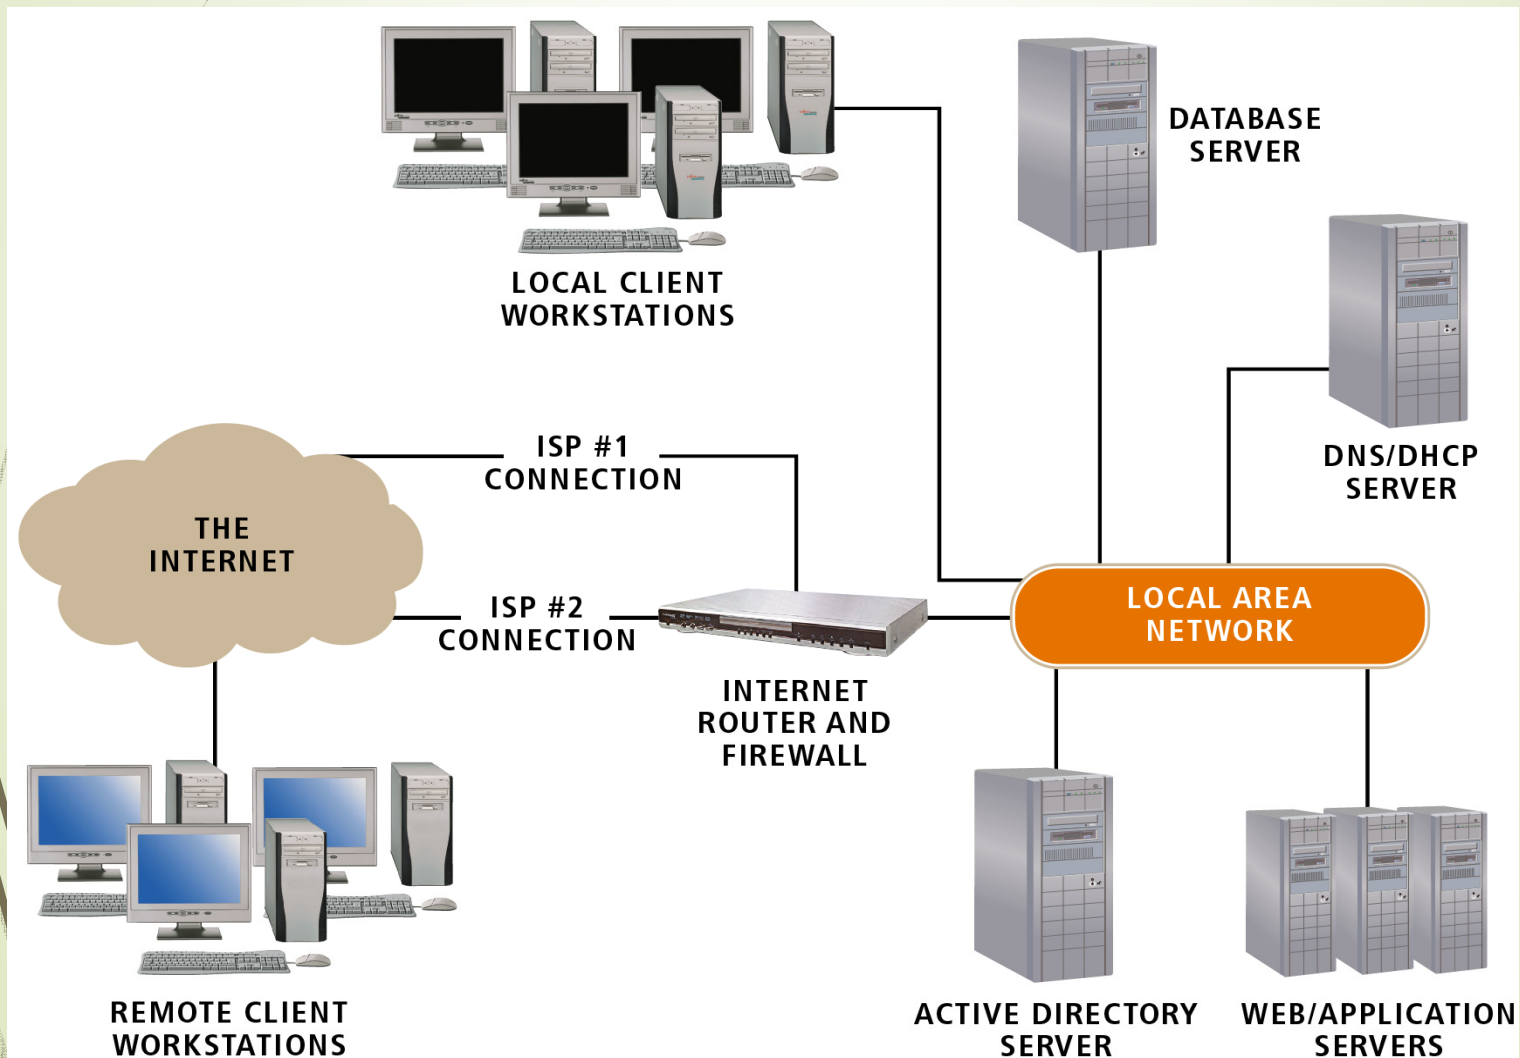 DATABASE
SERVER
LOCAL CLIENT
WORKSTATIONS
DNS/DHCP
SERVER
ISP #1
CONNECTION
THE
INTERNET
ISP #2
CONNECTION
LOCAL AREA
NETWORK
INTERNET
ROUTER AND
FIREWALL
REMOTE CLIENT
WORKSTATIONS
ACTIVE DIRECTORY
SERVER
WEB/APPLICATION
SERVERS